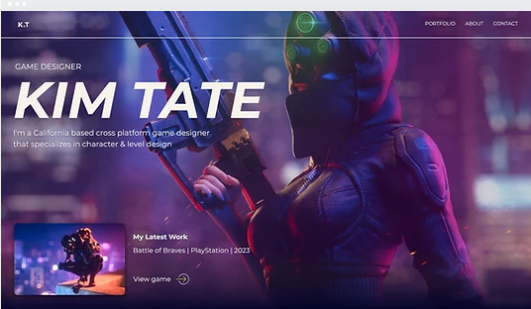 K.T
PORTFOLIO ABOUT CONTACT
GAME DESIGNER
KIM TATE
I'm a California based cross platform game designer
that specializes in character & level design
My Latest Work
Battle of Braves | PlayStation | 2023
View game